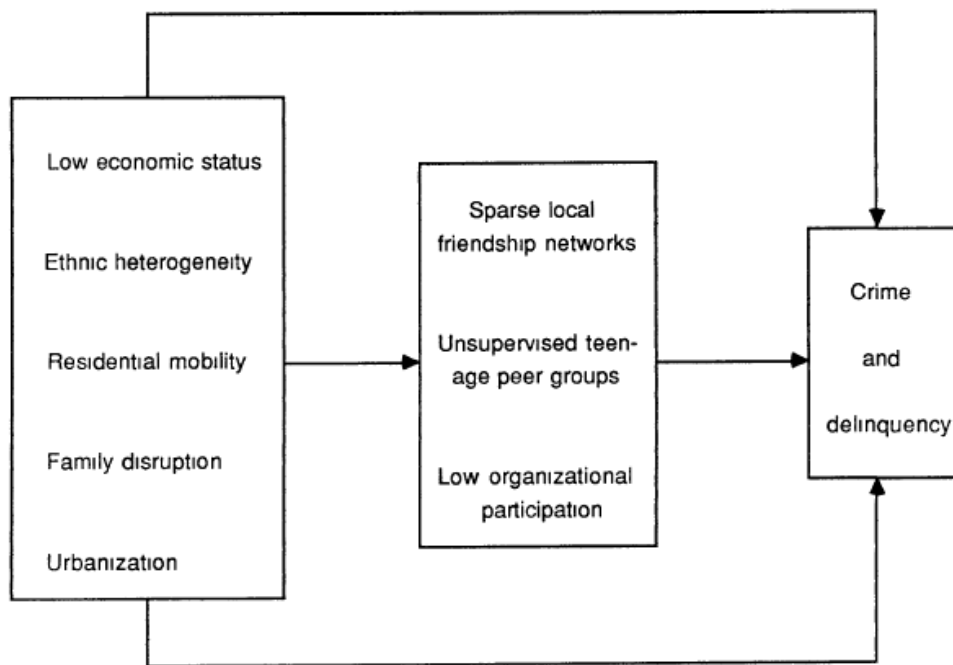 Low economic status
Ethnic heterogeneity
Residential mobility
Family disruption
Urbanization
Sparse local
friendship networks
Unsupervised teen-
age peer groups
Low organizational
participation
Crime
and
delinquency